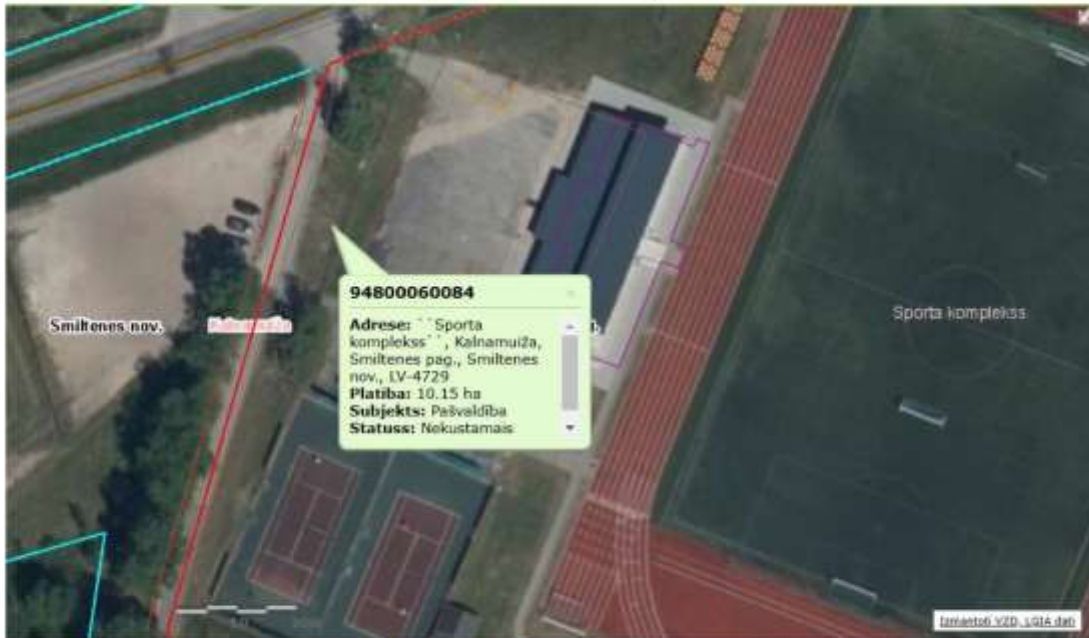 94800060084
Adrese: ``Sporta
komplekss``, Kalnamuiža,
Smiltenes pag., Smiltenes
nov., LV-4729
Platība: 10.15 ha
Subjekts: Pašvaldība
Statuss: Nekustamais
Smiltenes nov.
Sporta komplekss
Izmantoti VZD, LĢIA dati